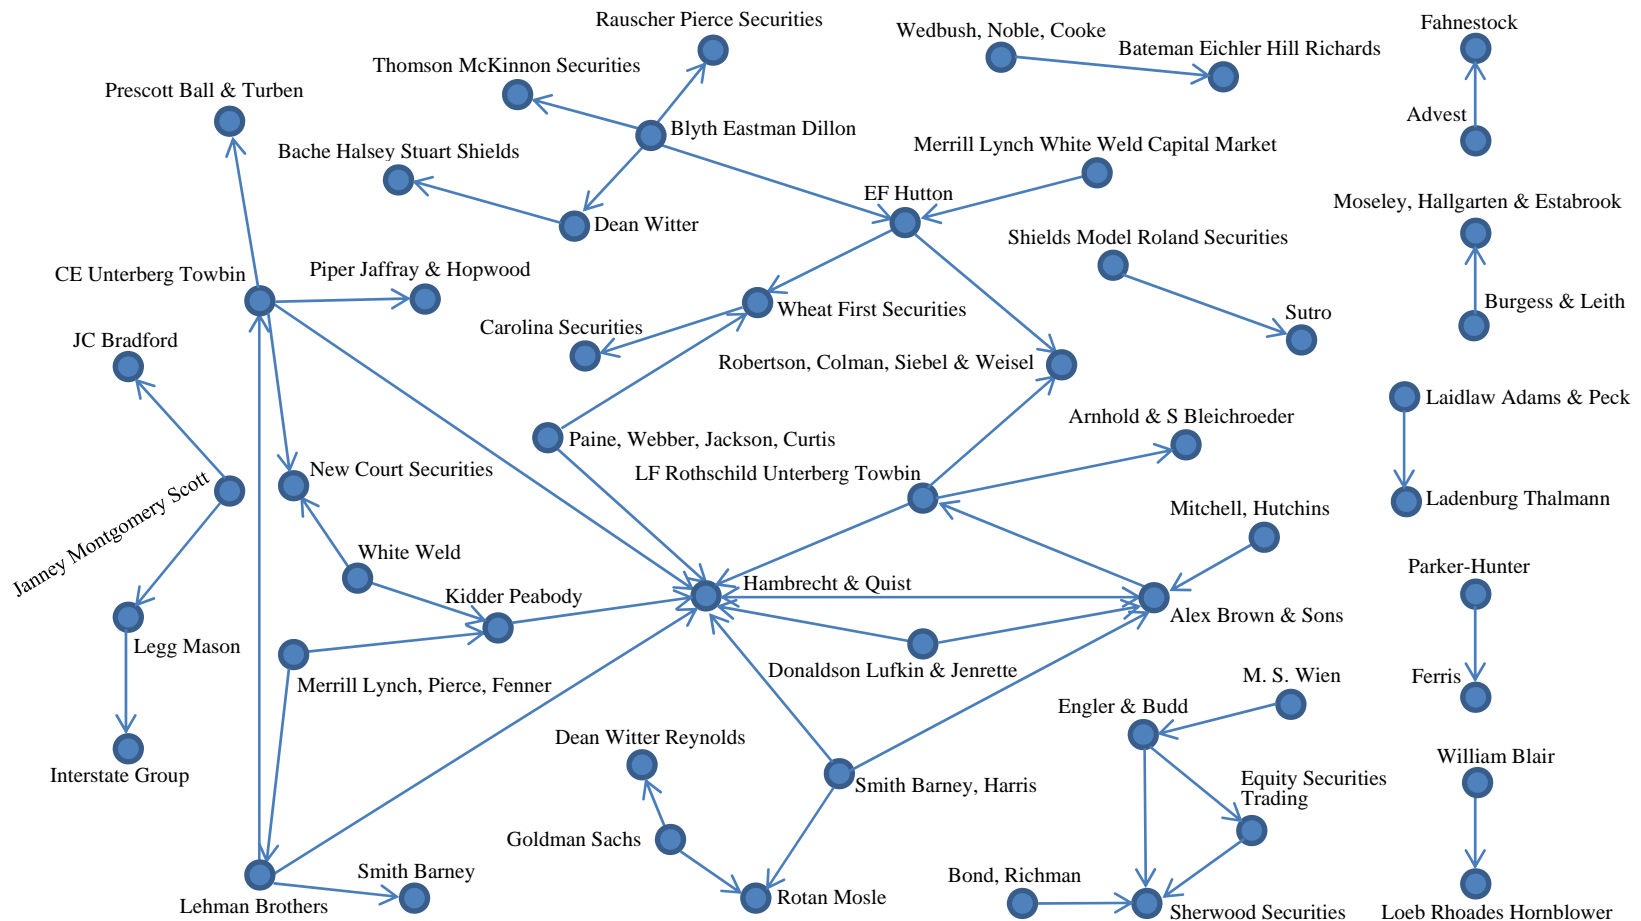 Rauscher Pierce Securities
Fahnestock
Wedbush, Noble, Cooke
Bateman Eichler Hill Richards
Thomson McKinnon Securities
Prescott Ball & Turben
Advest
Blyth Eastman Dillon
Merrill Lynch White Weld Capital Market
Bache Halsey Stuart Shields
EF Hutton
Moseley, Hallgarten & Estabrook
Dean Witter
Shields Model Roland Securities
CE Unterberg Towbin
Piper Jaffray & Hopwood
Burgess & Leith
Wheat First Securities
Sutro
Carolina Securities
JC Bradford
Robertson, Colman, Siebel & Weisel
Laidlaw Adams & Peck
Arnhold & S Bleichroeder
Paine, Webber, Jackson, Curtis
New Court Securities
LF Rothschild Unterberg Towbin
Janney Montgomery Scott
Ladenburg Thalmann
Mitchell, Hutchins
White Weld
Parker-Hunter
Hambrecht & Quist
Kidder Peabody
Alex Brown & Sons
Legg Mason
Donaldson Lufkin & Jenrette
Merrill Lynch, Pierce, Fenner
M. S. Wien
Ferris
Engler & Budd
Dean Witter Reynolds
William Blair
Interstate Group
Equity Securities
Trading
Smith Barney, Harris
Goldman Sachs
Smith Barney
Bond, Richman
Rotan Mosle
Lehman Brothers
Sherwood Securities
Loeb Rhoades Hornblower